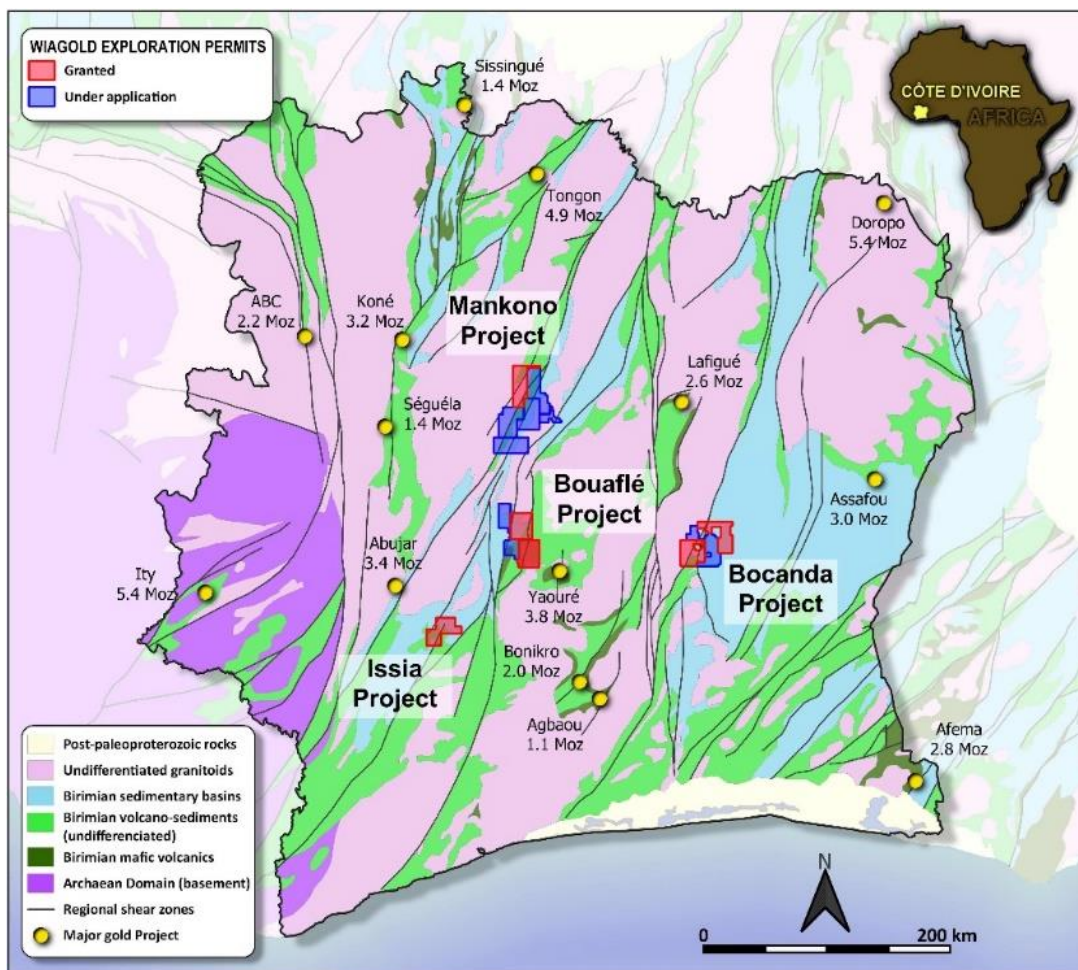 WIAGOLD EXPLORATION PERMITS
Granted
Under application
CÔTE D'IVOIRE
AFRICA
Sissingué
1.4 Moz
Tongon
4.9 Moz
Doropo
5.4 Moz
ABC
2.2 Moz
Koné
3.2 Moz
Mankono
Project
Lafigué
2.6 Moz
Séguéla
1.4 Moz
Bouaflé
Project
Assafou
3.0 Moz
Abujar
3.4 Moz
Ity
5.4 Moz
Yaouré
3.8 Moz
Bocanda
Project
Issia
Project
Bonikro
2.0 Moz
Agbaou
1.1 Moz
Afema
2.8 Moz
Post-paleoproterozoic rocks
Undifferentiated granitoids
Birimian sedimentary basins
Birimian volcano-sediments
(undifferenciated)
Birimian mafic volcanics
Archaean Domain (basement)
Regional shear zones
Major gold Project
N
0 200 km